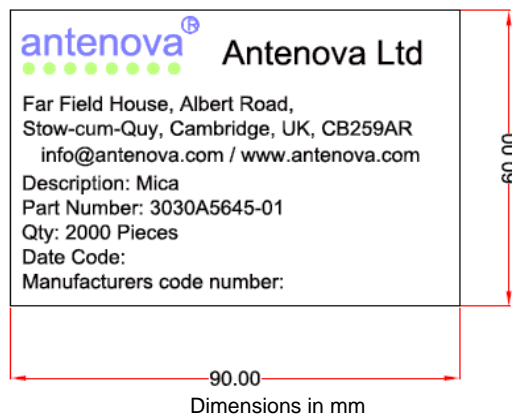 antenova®
Antenova Ltd
Far Field House, Albert Road,
Stow-cum-Quy, Cambridge, UK, CB259AR
info@antenova.com / www.antenova.com
Description: Mica
Part Number: 3030A5645-01
Qty: 2000 Pieces
Date Code:
Manufacturers code number:
60.00
90.00
Dimensions in mm